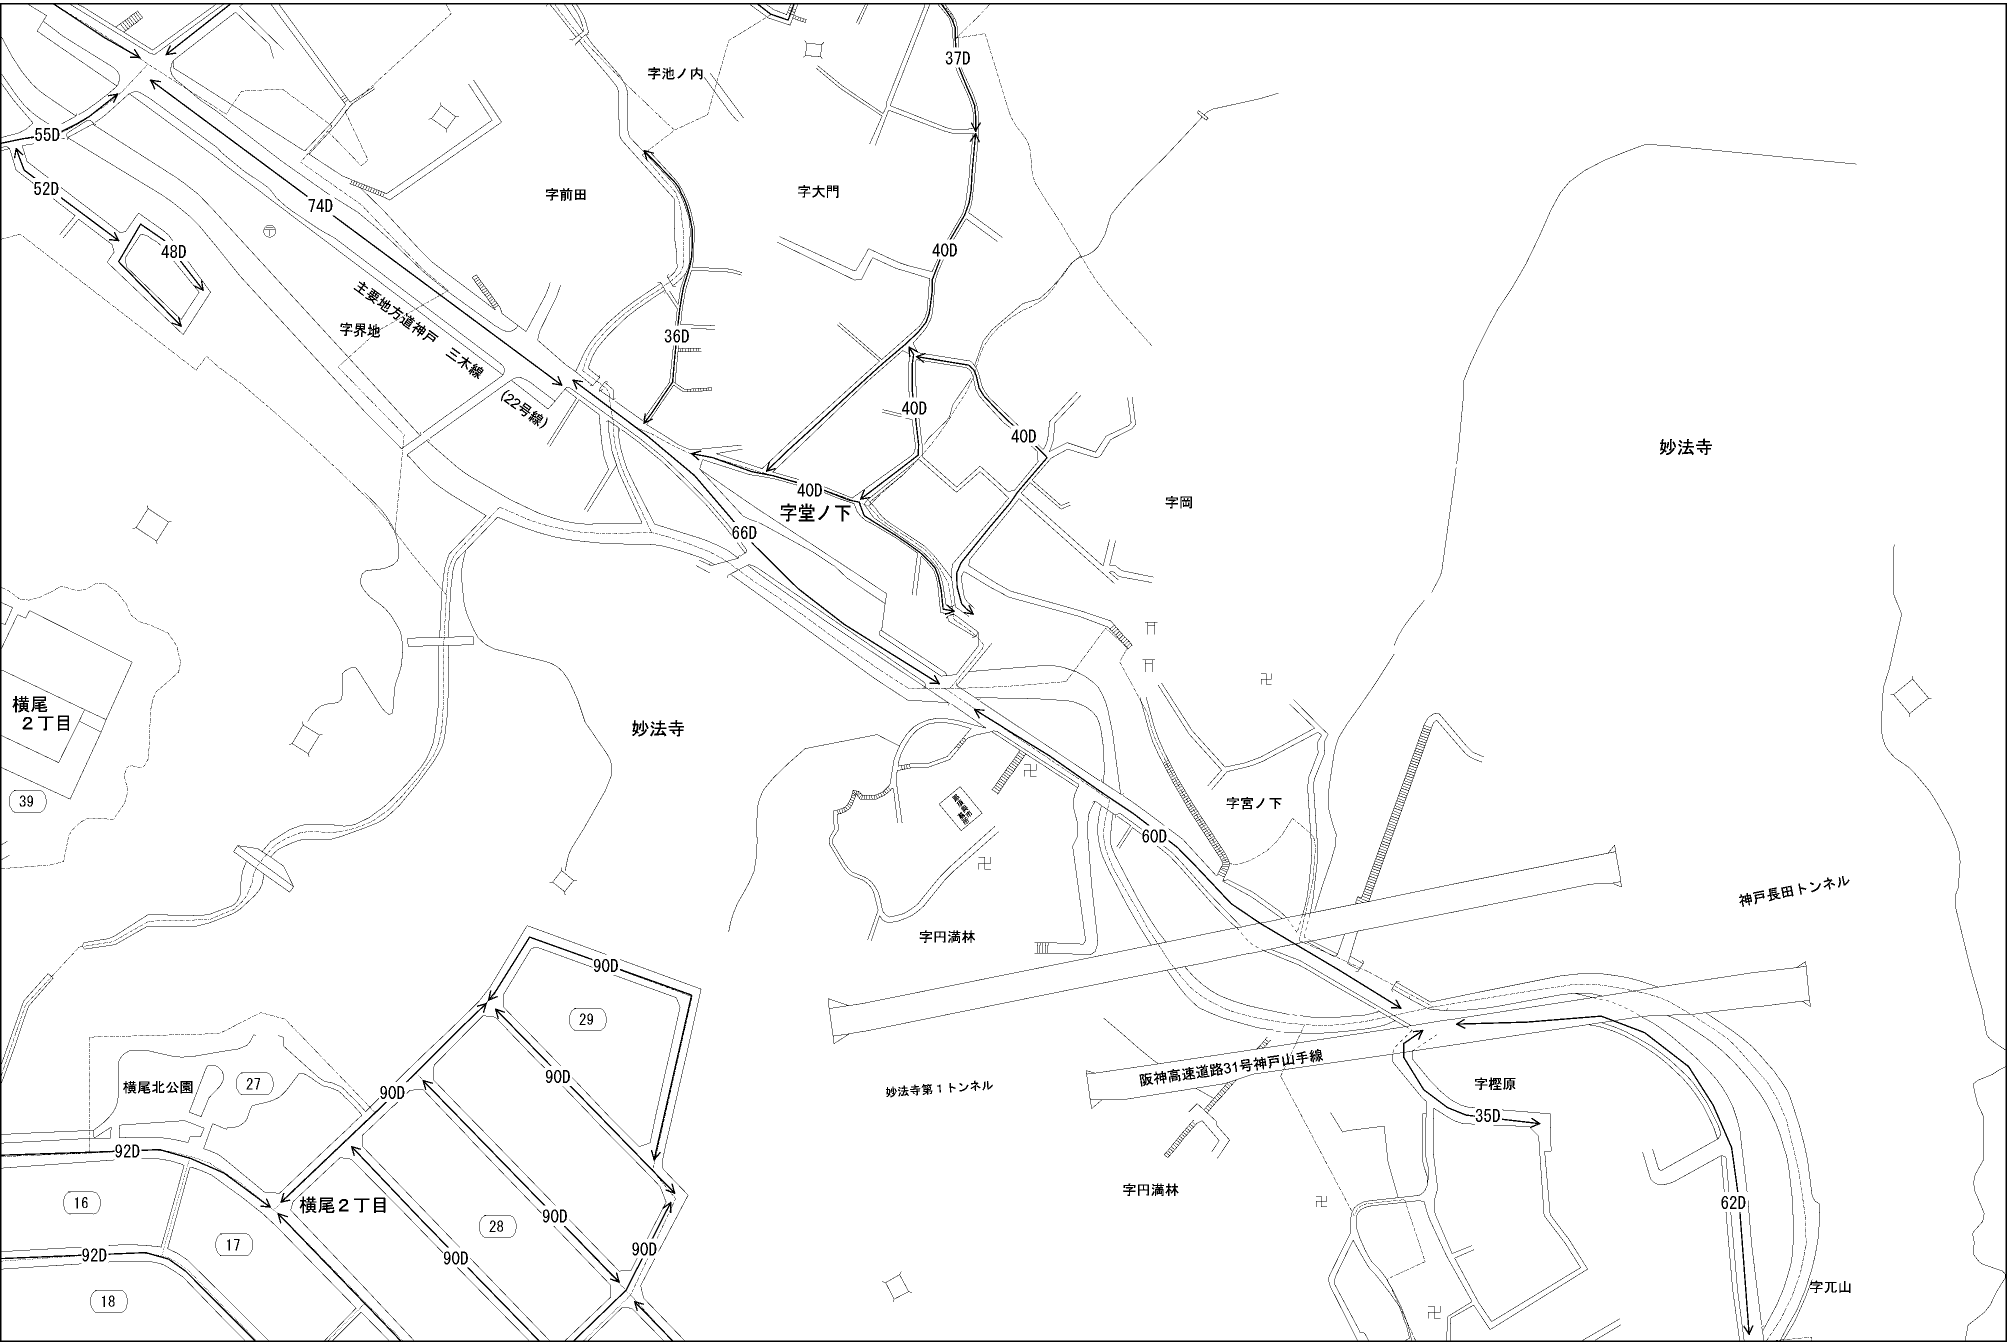 37D
字池ノ内
55D
52D
74D
字前田
字大門
48D
40D
主要地方道神戸　三木線
字界地
36D
(22号線)
40D
40D
妙法寺
40D
字堂ノ下
字岡
66D
横尾
２丁目
妙法寺
39
字宮ノ下
60D
神戸長田トンネル
字円満林
90D
29
阪神高速道路31号神戸山手線
妙法寺第１トンネル
字樫原
横尾北公園
27
90D
90D
35D
92D
字円満林
16
横尾２丁目
62D
90D
28
17
90D
90D
92D
字兀山
18